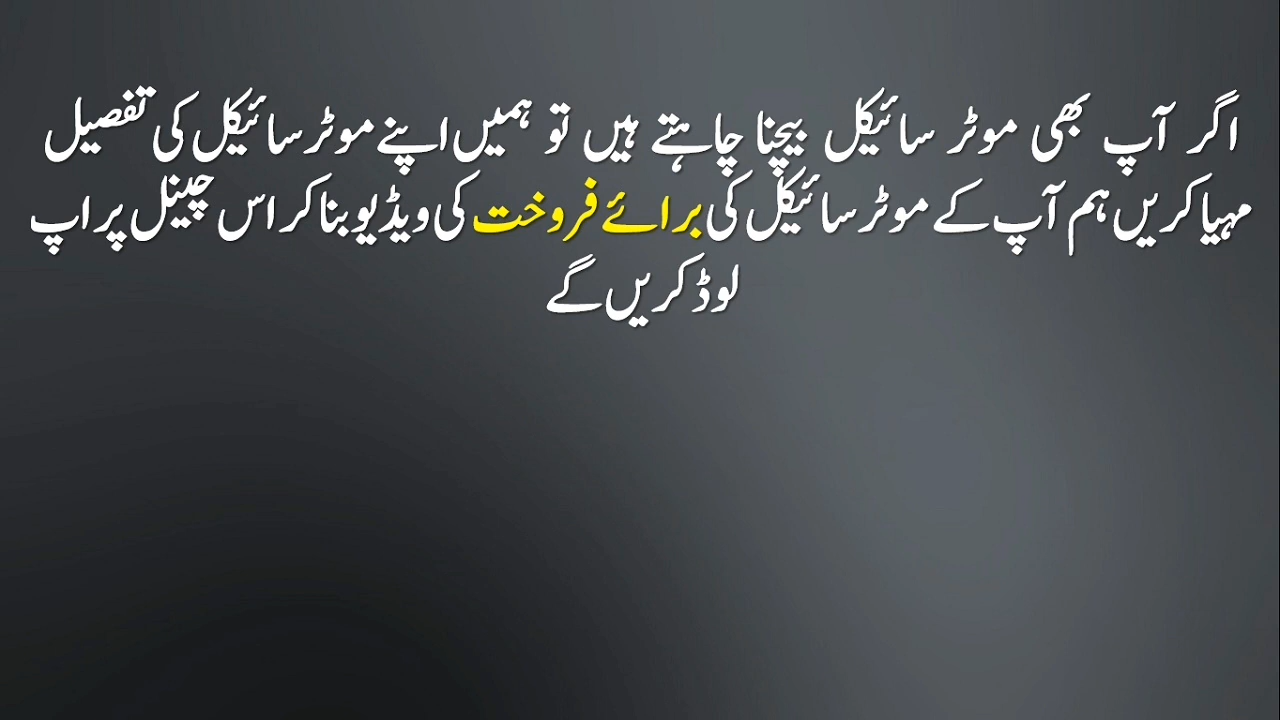 اگر آپ بھی موٹر سائیکل بیچنا چاہتے ہیں تو ہمیں اپنے موٹر سائیکل کی تفصیل
مہیا کریں ہم آپ کے موٹر سائیکل کی برائے فروخت کی ویڈیو بنا کر اس چینل پر اپ
لوڈ کریں گے